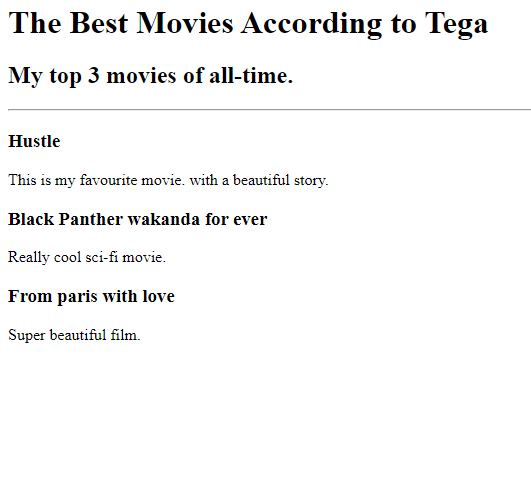 The Best Movies According to Tega
My top 3 movies of all-time.
Hustle
This is my favourite movie. with a beautiful story.
Black Panther wakanda for ever
Really cool sci-fi movie.
From paris with love
Super beautiful film.